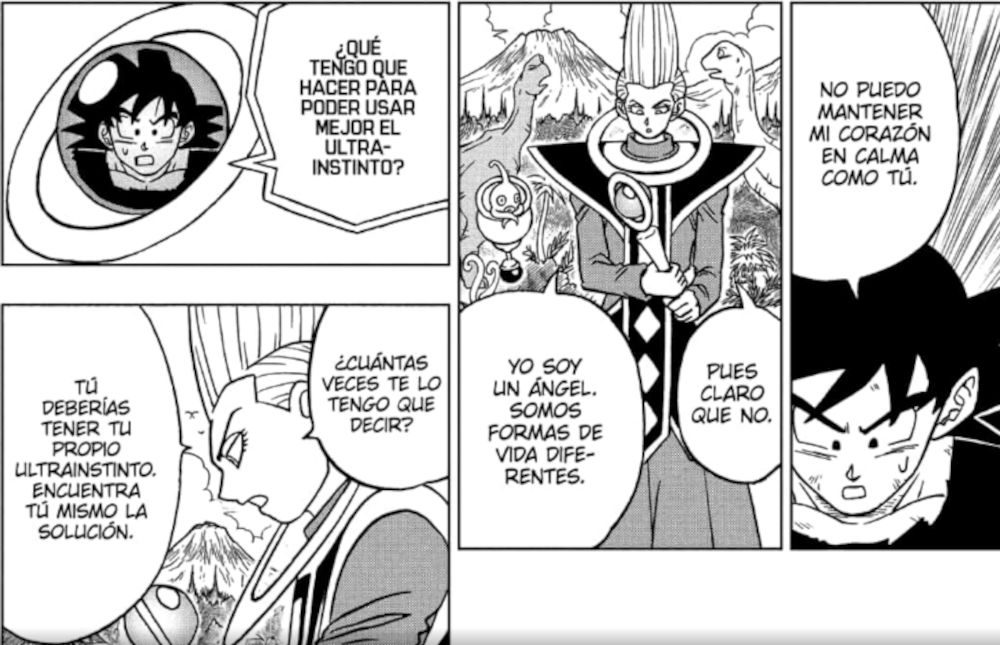 NO PUEDO
MANTENER
MI CORAZÓN
EN CALMA
COMO TÚ.
PUES
CLARO
QUE NO.
YO SOY
UN ÁNGEL.
SOMOS
FORMAS DE
VIDA DIFE-
RENTES.
¿QUÉ
TENGO QUE
HACER PARA
PODER USAR
MEJOR EL
ULTRA-
INSTINTO?
¿CUÁNTAS
VECES TE LO
TENGO QUE
DECIR?
TÚ
DEBERÍAS
TENER TU
PROPIO
ULTRAINSTINTO.
ENCUENTRA
TÚ MISMO LA
SOLUCIÓN.